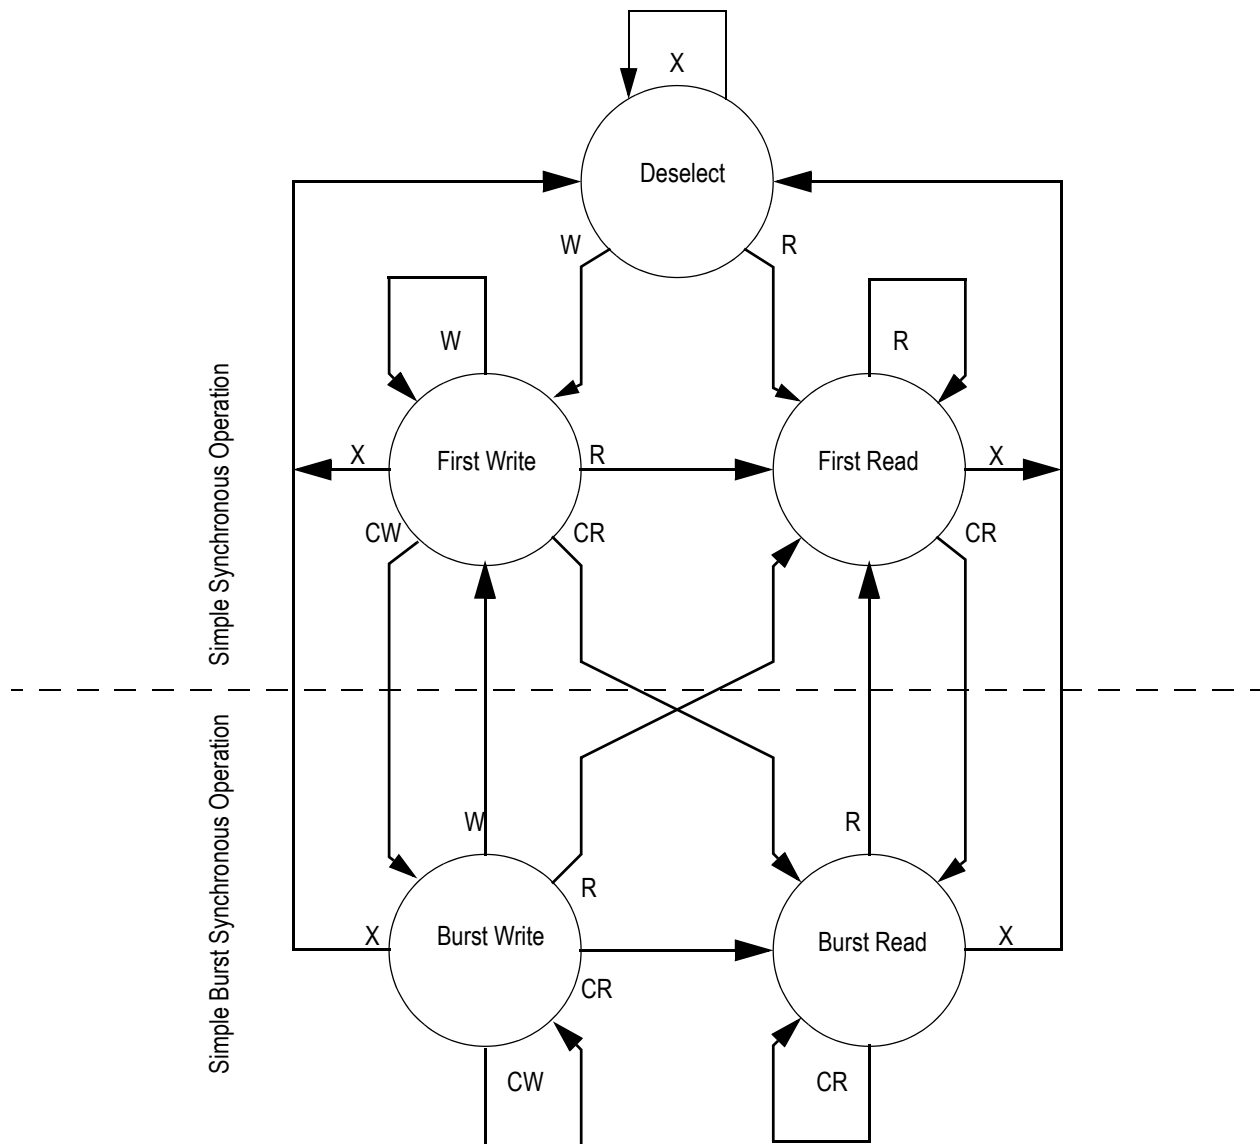 X
Deselect
W
R
W
R
Simple Synchronous Operation
X
First Write
R
First Read
X
CW
CR
CR
Simple Burst Synchronous Operation
W
R
X
Burst Write
R
Burst Read
X
CR
CW
CR